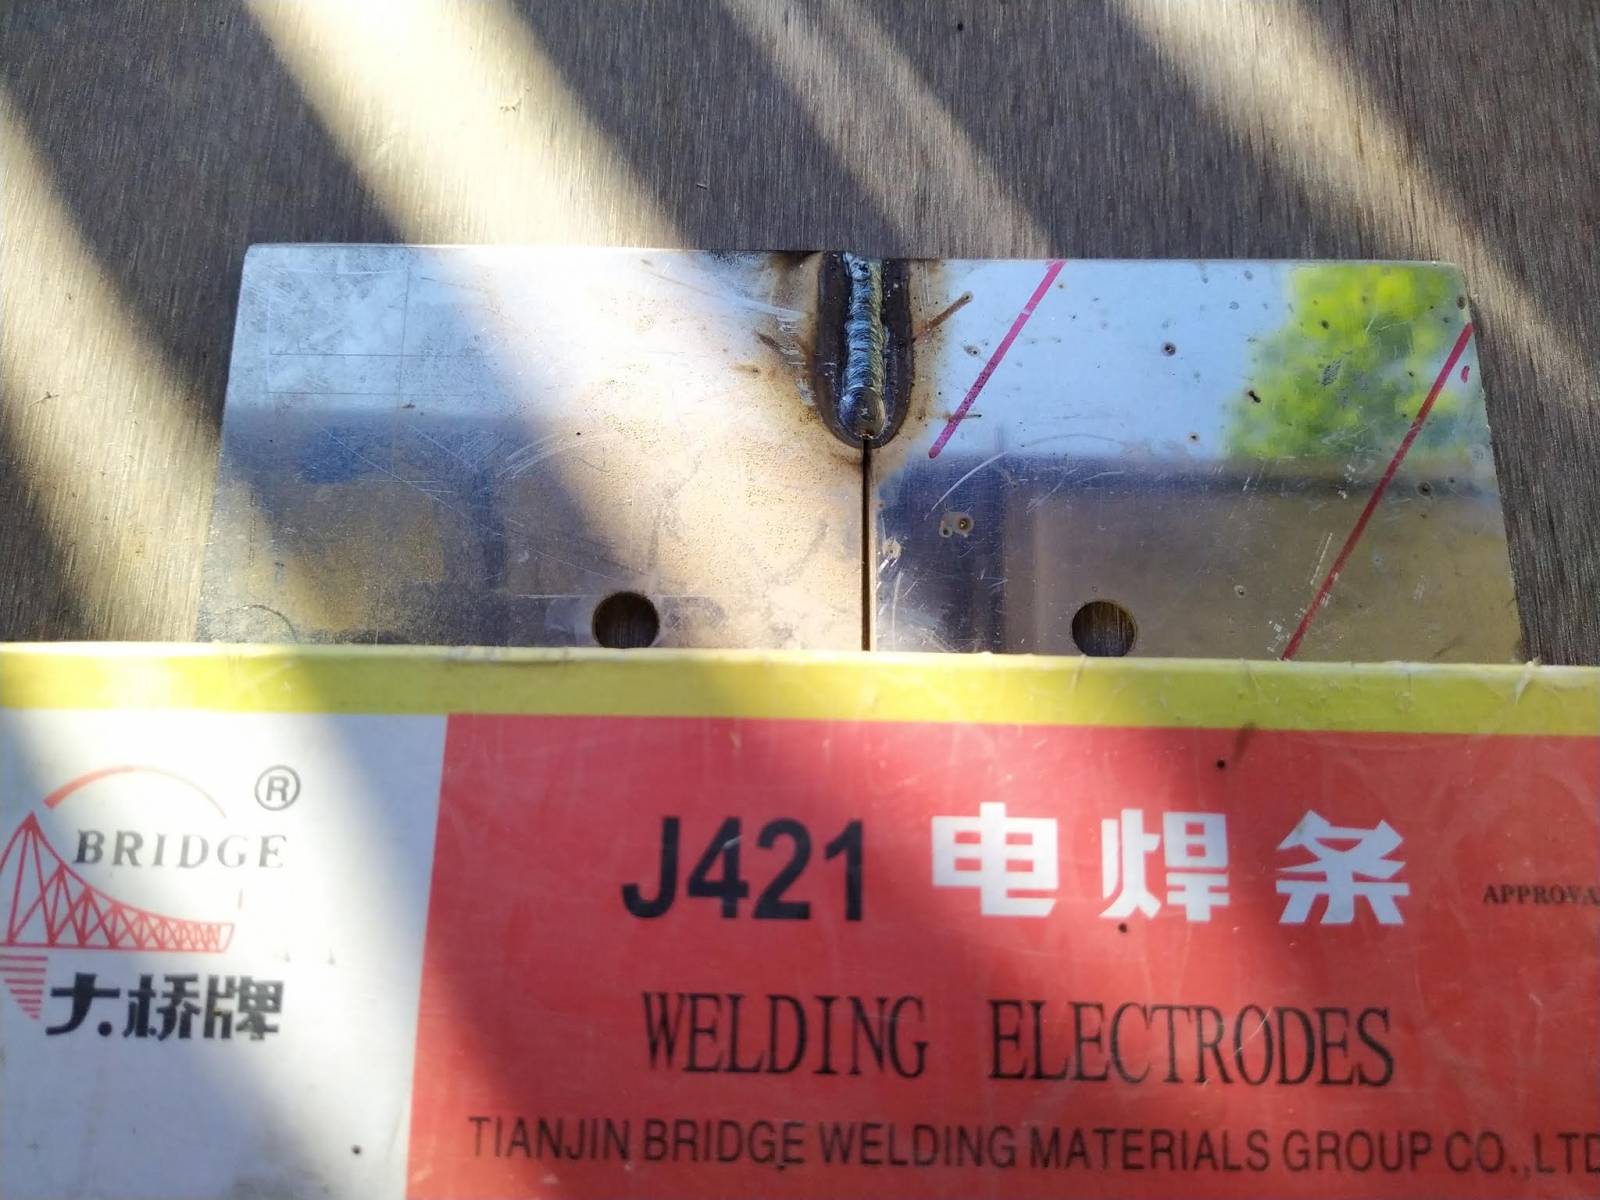 ®
BRIDGE
大桥牌
J421 电焊条
APPROVA
WELDING ELECTRODES
TIANJIN BRIDGE WELDING MATERIALS GROUP CO.,LTD